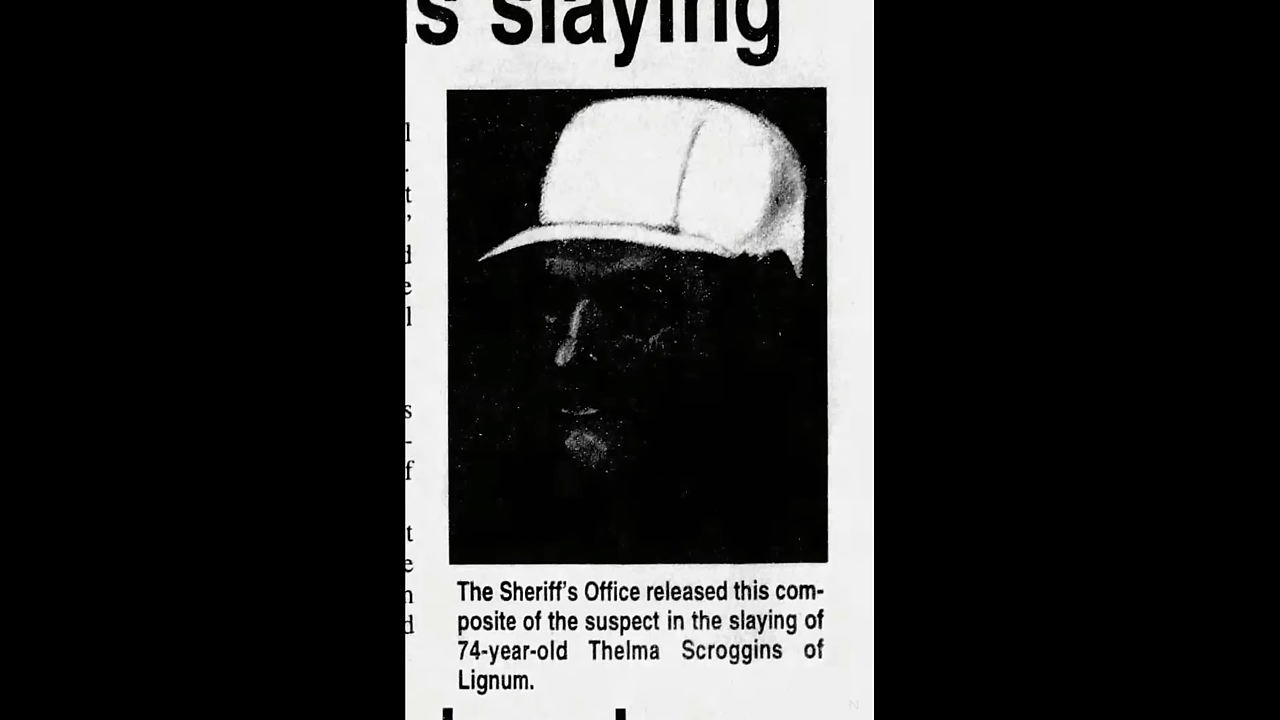 s slaying
l
.
t
,
d
e
l
s
-
f
t
e
n
d
The Sheriff's Office released this com-
posite of the suspect in the slaying of
74-year-old Thelma Scroggins of
Lignum.